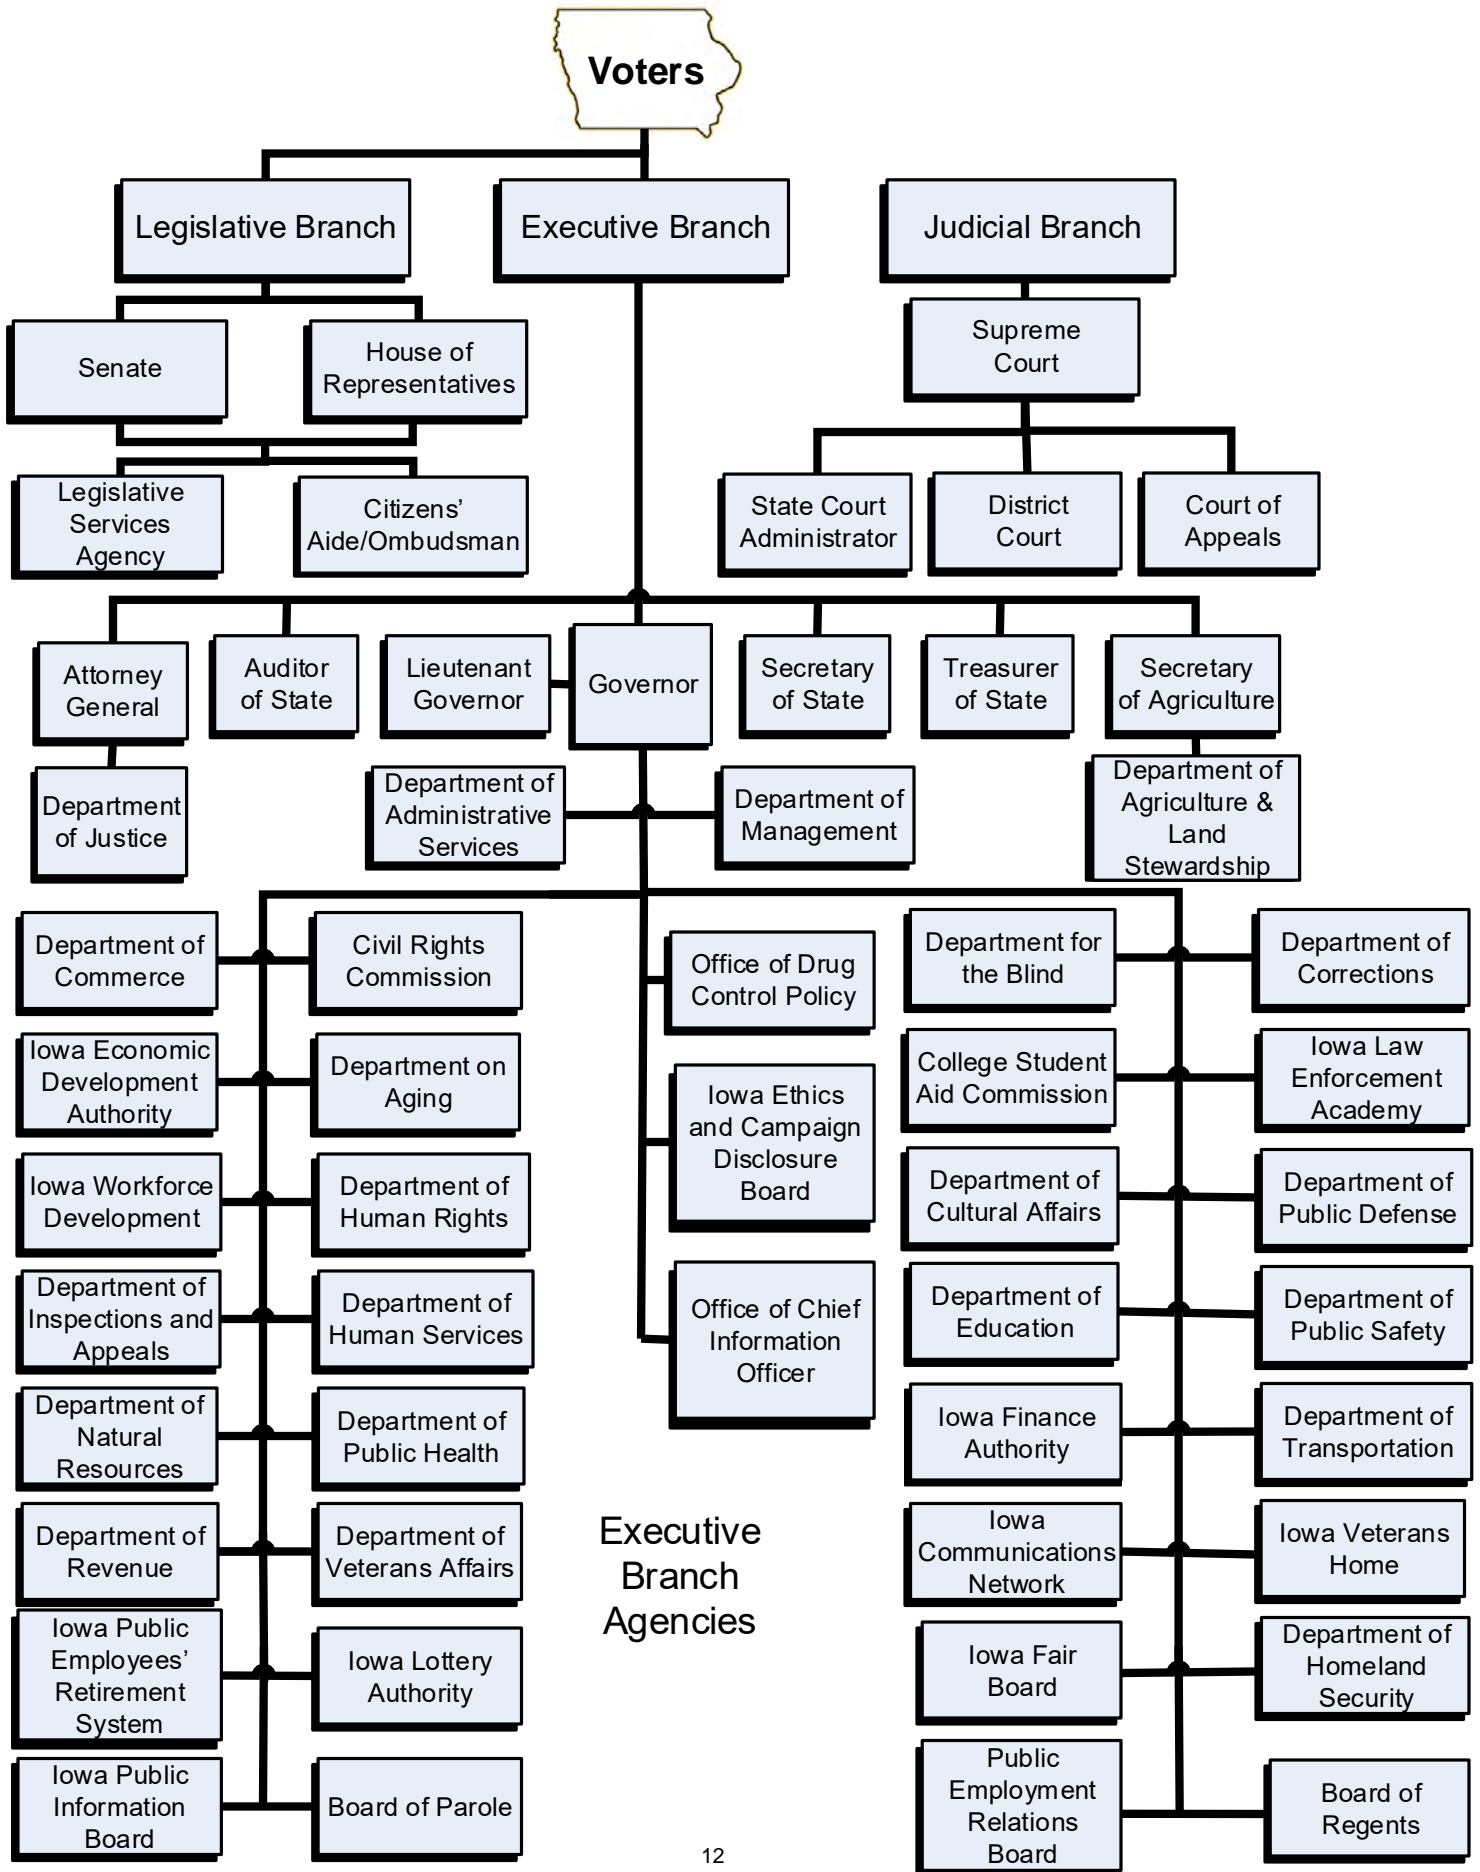 Voters
Legislative Branch
Executive Branch
Judicial Branch
Senate
House of
Representatives
Supreme
Court
Legislative
Services
Agency
Citizens’
Aide/Ombudsman
State Court
Administrator
District
Court
Court of
Appeals
Attorney
General
Auditor
of State
Lieutenant
Governor
Governor
Secretary
of State
Treasurer
of State
Secretary
of Agriculture
Department
of Justice
Department of
Administrative
Services
Department of
Management
Department of
Agriculture &
Land
Stewardship
Department of
Commerce
Civil Rights
Commission
Office of Drug
Control Policy
Department for
the Blind
Department of
Corrections
Iowa Economic
Development
Authority
Department on
Aging
Iowa Ethics
and Campaign
Disclosure
Board
College Student
Aid Commission
Iowa Law
Enforcement
Academy
Iowa Workforce
Development
Department of
Human Rights
Department of
Cultural Affairs
Department of
Public Defense
Department of
Inspections and
Appeals
Department of
Human Services
Office of Chief
Information
Officer
Department of
Education
Department of
Public Safety
Department of
Natural
Resources
Department of
Public Health
Iowa Finance
Authority
Department of
Transportation
Department of
Revenue
Department of
Veterans Affairs
Executive
Branch
Agencies
Iowa
Communications
Network
Iowa Veterans
Home
Iowa Public
Employees’
Retirement
System
Iowa Lottery
Authority
Iowa Fair
Board
Department of
Homeland
Security
Iowa Public
Information
Board
Board of Parole
Public
Employment
Relations
Board
Board of
Regents
12